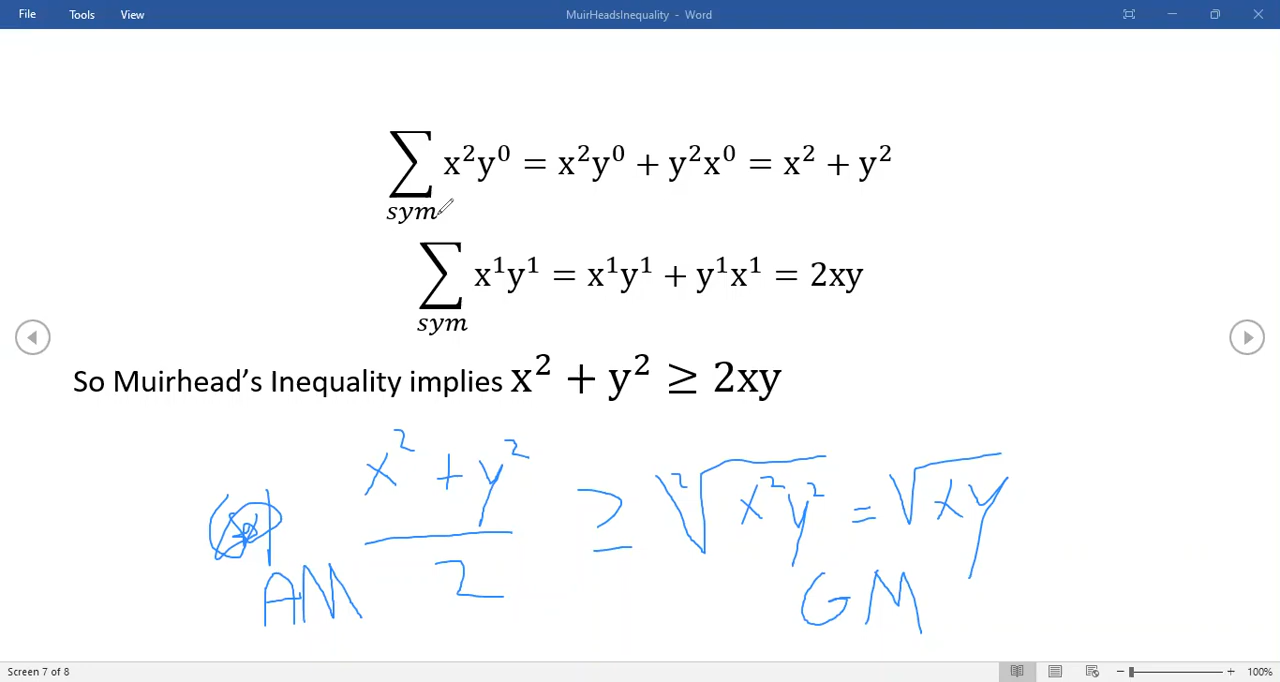 File Tools View MuirHeadsInequality - Word
∑ x²y⁰ = x²y⁰ + y²x⁰ = x² + y²
sym
∑ x¹y¹ = x¹y¹ + y¹x¹ = 2xy
sym
So Muirhead's Inequality implies x² + y² ≥ 2xy
x² + y² ≥ ²√x²y² = √xy
2
AM GM
Screen 7 of 8 100%